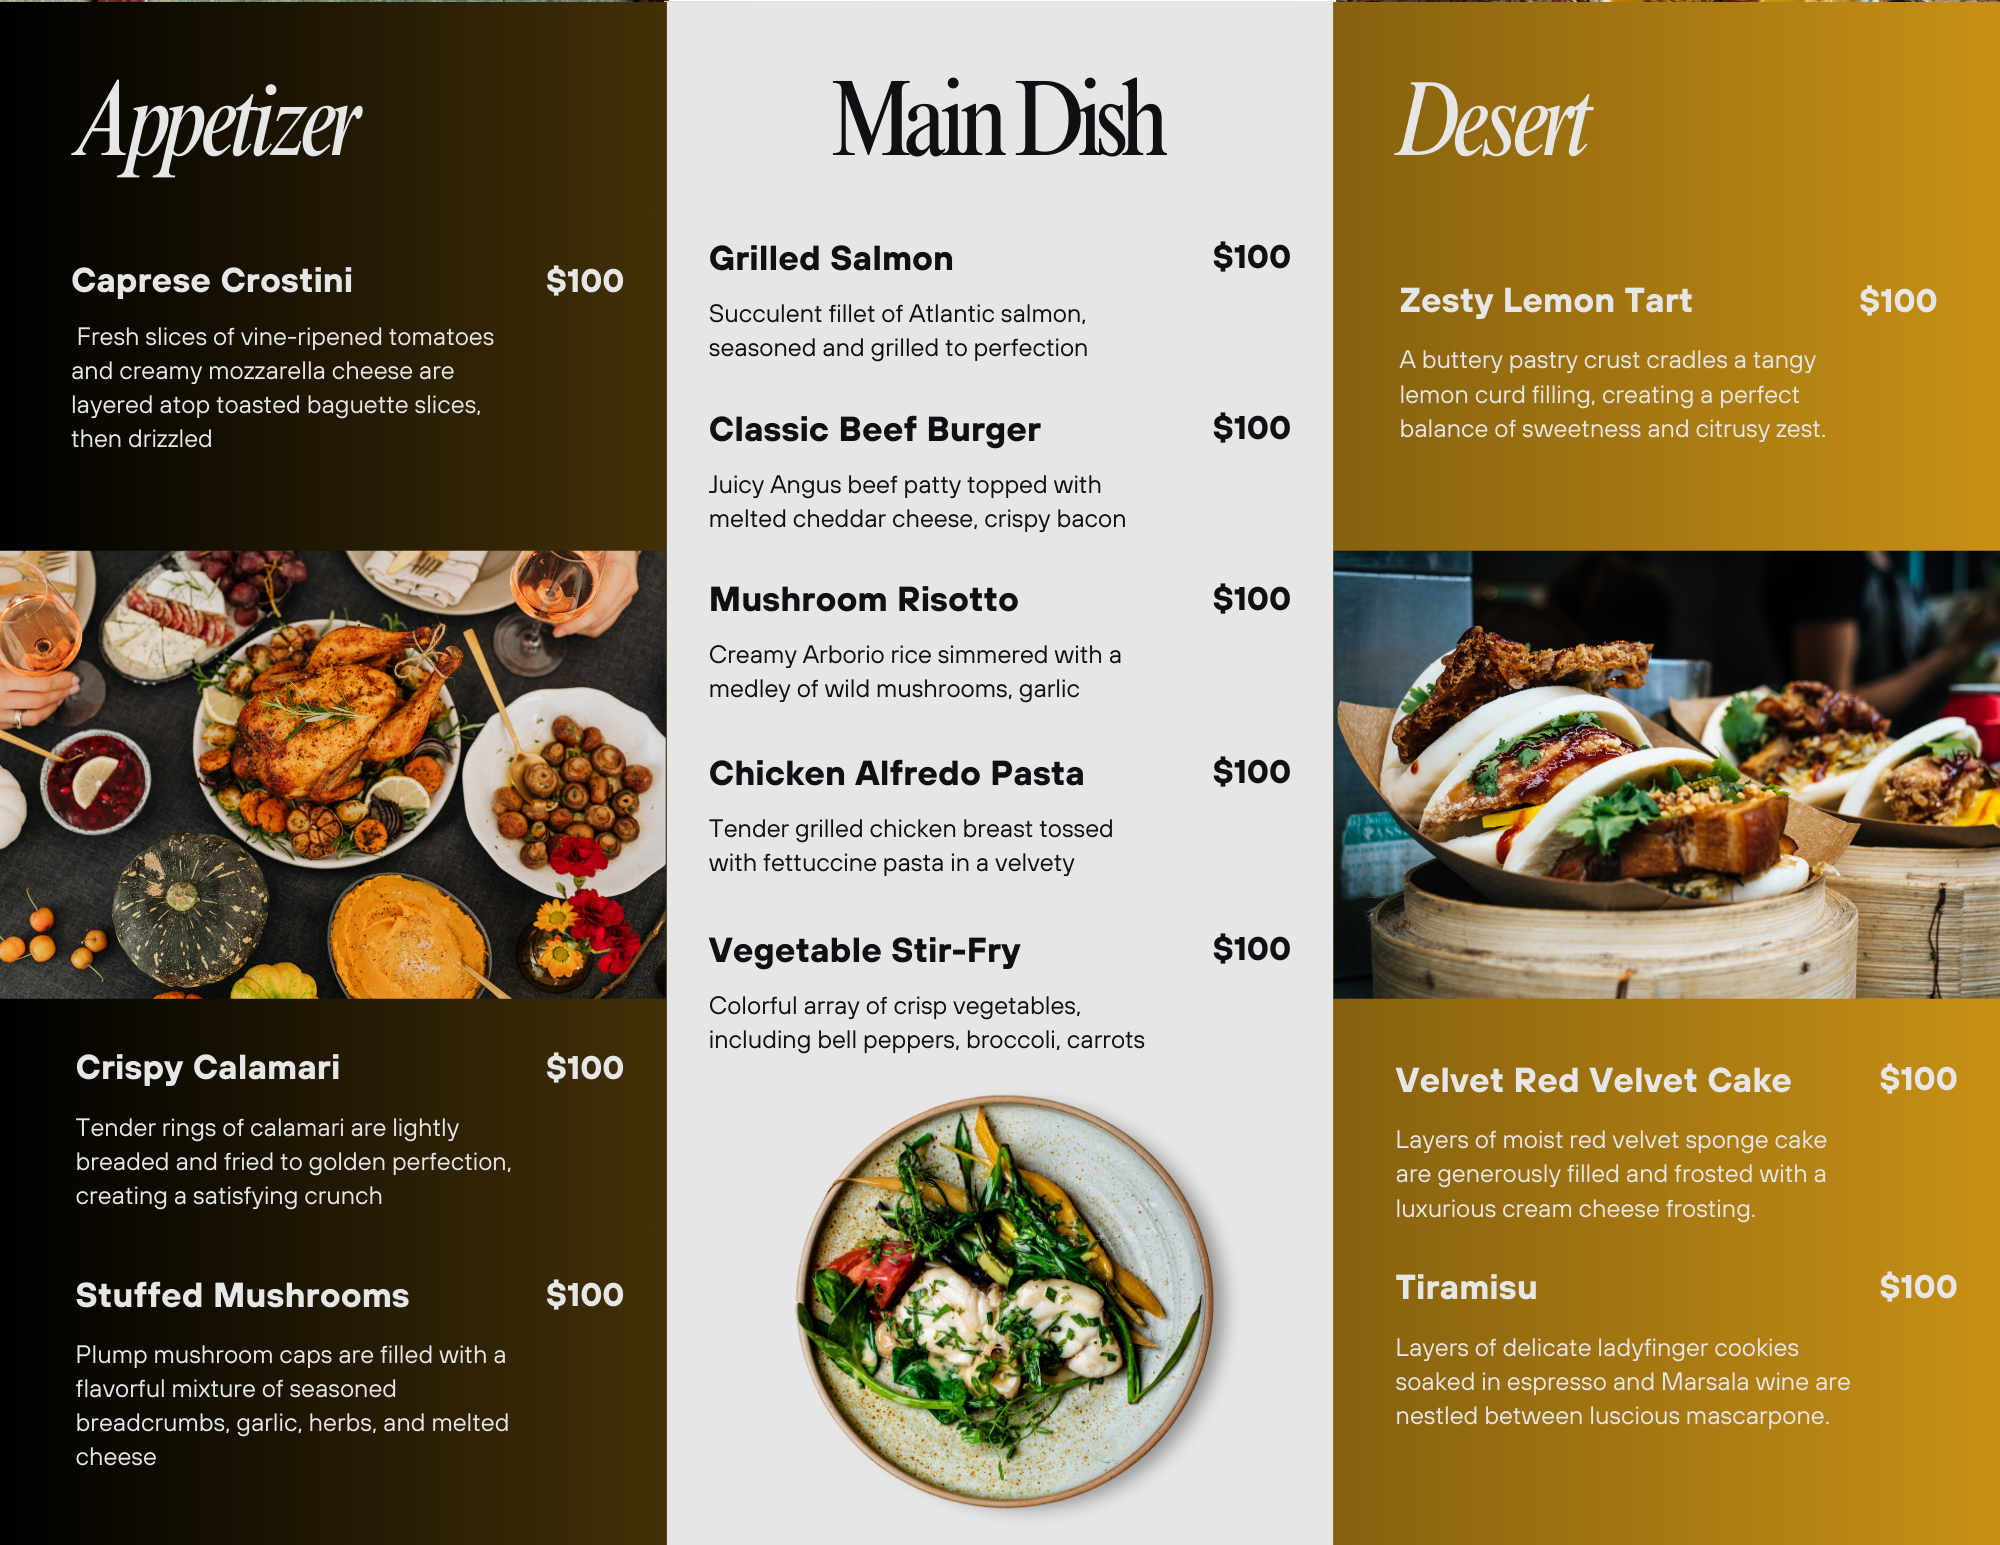 Appetizer
Caprese Crostini $100
Fresh slices of vine-ripened tomatoes
and creamy mozzarella cheese are
layered atop toasted baguette slices,
then drizzled
Crispy Calamari $100
Tender rings of calamari are lightly
breaded and fried to golden perfection,
creating a satisfying crunch
Stuffed Mushrooms $100
Plump mushroom caps are filled with a
flavorful mixture of seasoned
breadcrumbs, garlic, herbs, and melted
cheese
Main Dish
Grilled Salmon $100
Succulent fillet of Atlantic salmon,
seasoned and grilled to perfection
Classic Beef Burger $100
Juicy Angus beef patty topped with
melted cheddar cheese, crispy bacon
Mushroom Risotto $100
Creamy Arborio rice simmered with a
medley of wild mushrooms, garlic
Chicken Alfredo Pasta $100
Tender grilled chicken breast tossed
with fettuccine pasta in a velvety
Vegetable Stir-Fry $100
Colorful array of crisp vegetables,
including bell peppers, broccoli, carrots
Desert
Zesty Lemon Tart $100
A buttery pastry crust cradles a tangy
lemon curd filling, creating a perfect
balance of sweetness and citrusy zest.
Velvet Red Velvet Cake $100
Layers of moist red velvet sponge cake
are generously filled and frosted with a
luxurious cream cheese frosting.
Tiramisu $100
Layers of delicate ladyfinger cookies
soaked in espresso and Marsala wine are
nestled between luscious mascarpone.